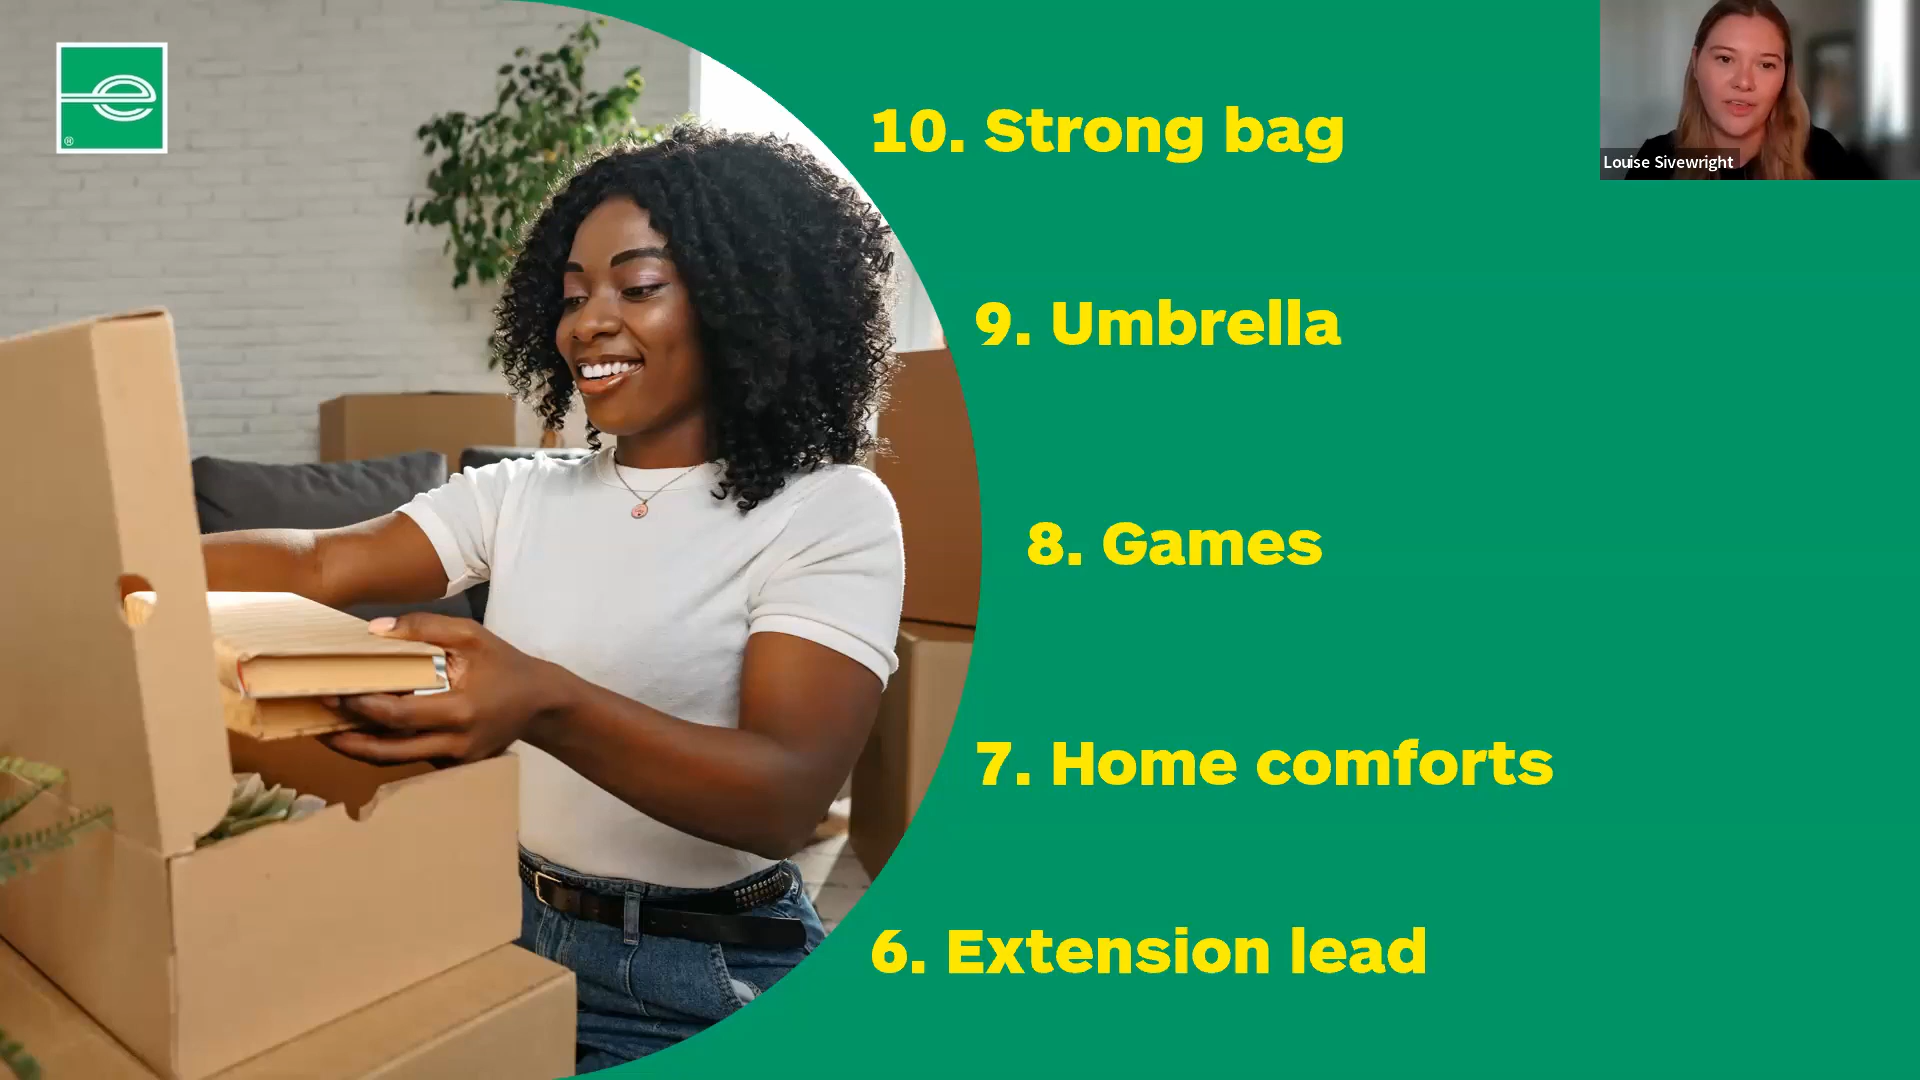 10. Strong bag
Louise Sivewright
9. Umbrella
8. Games
7. Home comforts
6. Extension lead
e
®